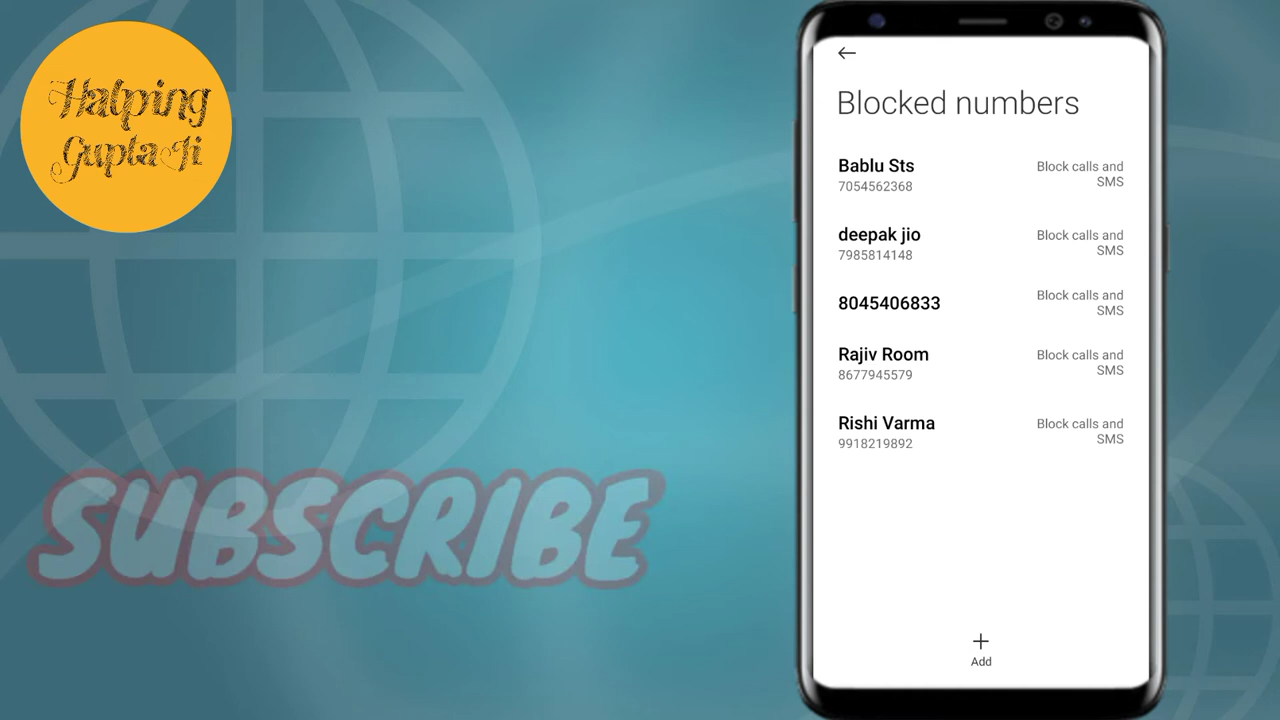 Halping
Gupta Ji
SUBSCRIBE
Blocked numbers
Bablu Sts
7054562368
Block calls and
SMS
deepak jio
7985814148
Block calls and
SMS
8045406833
Block calls and
SMS
Rajiv Room
8677945579
Block calls and
SMS
Rishi Varma
9918219892
Block calls and
SMS
Add